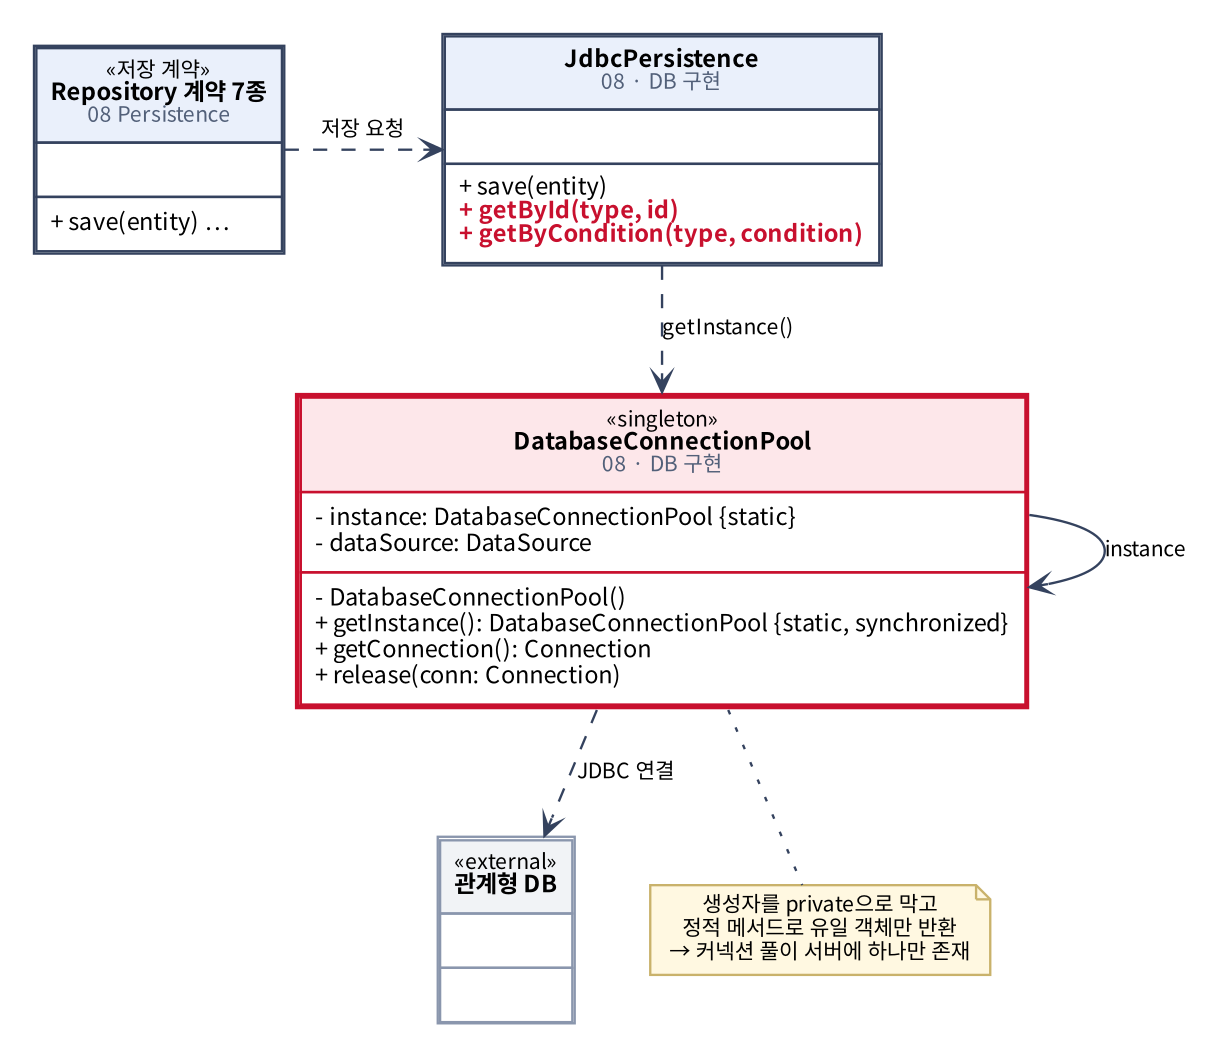 «저장 계약»
Repository 계약 7종
08 Persistence
+ save(entity) ...
저장 요청
JdbcPersistence
08 · DB 구현
+ save(entity)
+ getById(type, id)
+ getByCondition(type, condition)
getInstance()
«singleton»
DatabaseConnectionPool
08 · DB 구현
- instance: DatabaseConnectionPool {static}
- dataSource: DataSource
- DatabaseConnectionPool()
+ getInstance(): DatabaseConnectionPool {static, synchronized}
+ getConnection(): Connection
+ release(conn: Connection)
instance
JDBC 연결
«external»
관계형 DB
생성자를 private으로 막고
정적 메서드로 유일 객체만 반환
→ 커넥션 풀이 서버에 하나만 존재